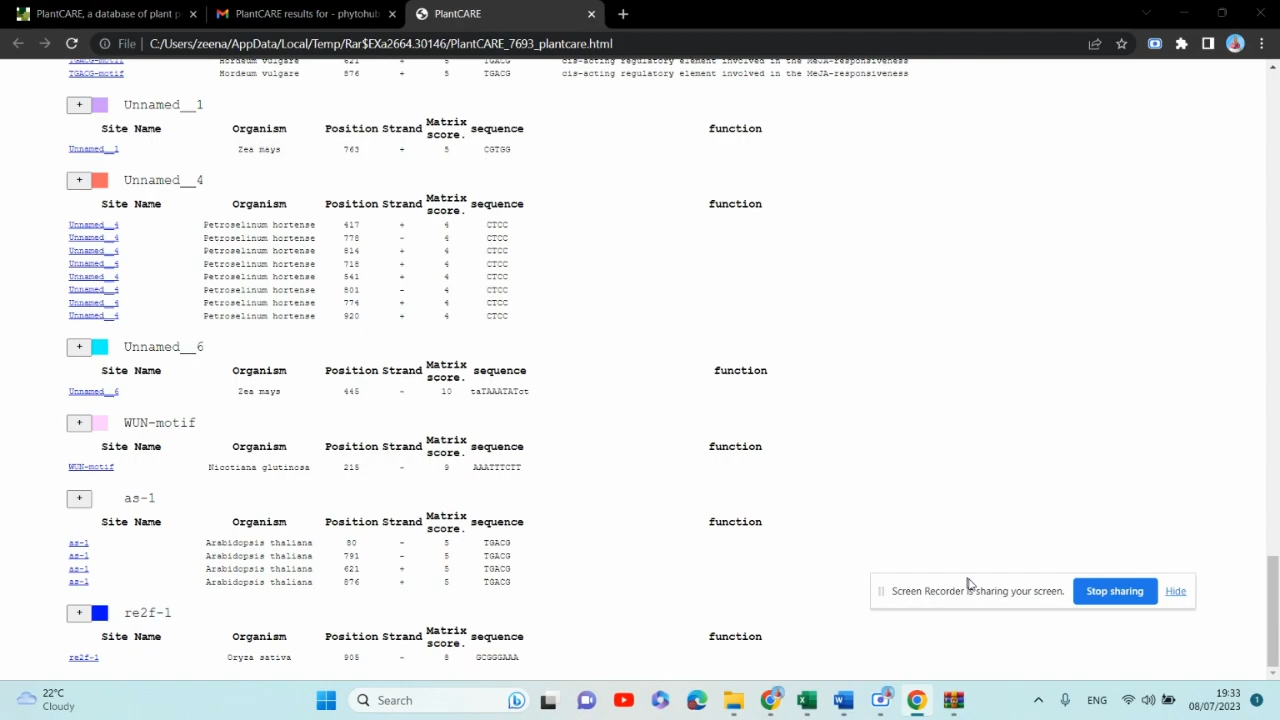 PlantCARE, a database of plant p
PlantCARE results for - phytohub
PlantCARE
File C:/Users/zeena/AppData/Local/Temp/Rar$EXa2664.30146/PlantCARE_7693_plantcare.html
TGACG-motif Hordeum vulgare 621 + 5 TGACG cis-acting regulatory element involved in the MeJA-responsiveness
TGACG-motif Hordeum vulgare 876 + 5 TGACG cis-acting regulatory element involved in the MeJA-responsiveness
+ Unnamed__1
Site Name Organism Position Strand Matrix score. sequence function
Unnamed__1 Zea mays 763 + 5 CGTGG
+ Unnamed__4
Site Name Organism Position Strand Matrix score. sequence function
Unnamed__4 Petroselinum hortense 417 + 4 CTCC
Unnamed__4 Petroselinum hortense 778 - 4 CTCC
Unnamed__4 Petroselinum hortense 814 + 4 CTCC
Unnamed__4 Petroselinum hortense 718 + 4 CTCC
Unnamed__4 Petroselinum hortense 541 + 4 CTCC
Unnamed__4 Petroselinum hortense 801 - 4 CTCC
Unnamed__4 Petroselinum hortense 774 + 4 CTCC
Unnamed__4 Petroselinum hortense 920 + 4 CTCC
+ Unnamed__6
Site Name Organism Position Strand Matrix score. sequence function
Unnamed__6 Zea mays 445 - 10 taTAAATATct
+ WUN-motif
Site Name Organism Position Strand Matrix score. sequence function
WUN-motif Nicotiana glutinosa 215 - 9 AAATTTCTT
+ as-1
Site Name Organism Position Strand Matrix score. sequence function
as-1 Arabidopsis thaliana 80 - 5 TGACG
as-1 Arabidopsis thaliana 791 - 5 TGACG
as-1 Arabidopsis thaliana 621 + 5 TGACG
as-1 Arabidopsis thaliana 876 + 5 TGACG
Screen Recorder is sharing your screen. Stop sharing Hide
+ re2f-1
Site Name Organism Position Strand Matrix score. sequence function
re2f-1 Oryza sativa 905 - 8 GCGGGAAA
22°C
Cloudy
Search
ENG
19:33
08/07/2023
1